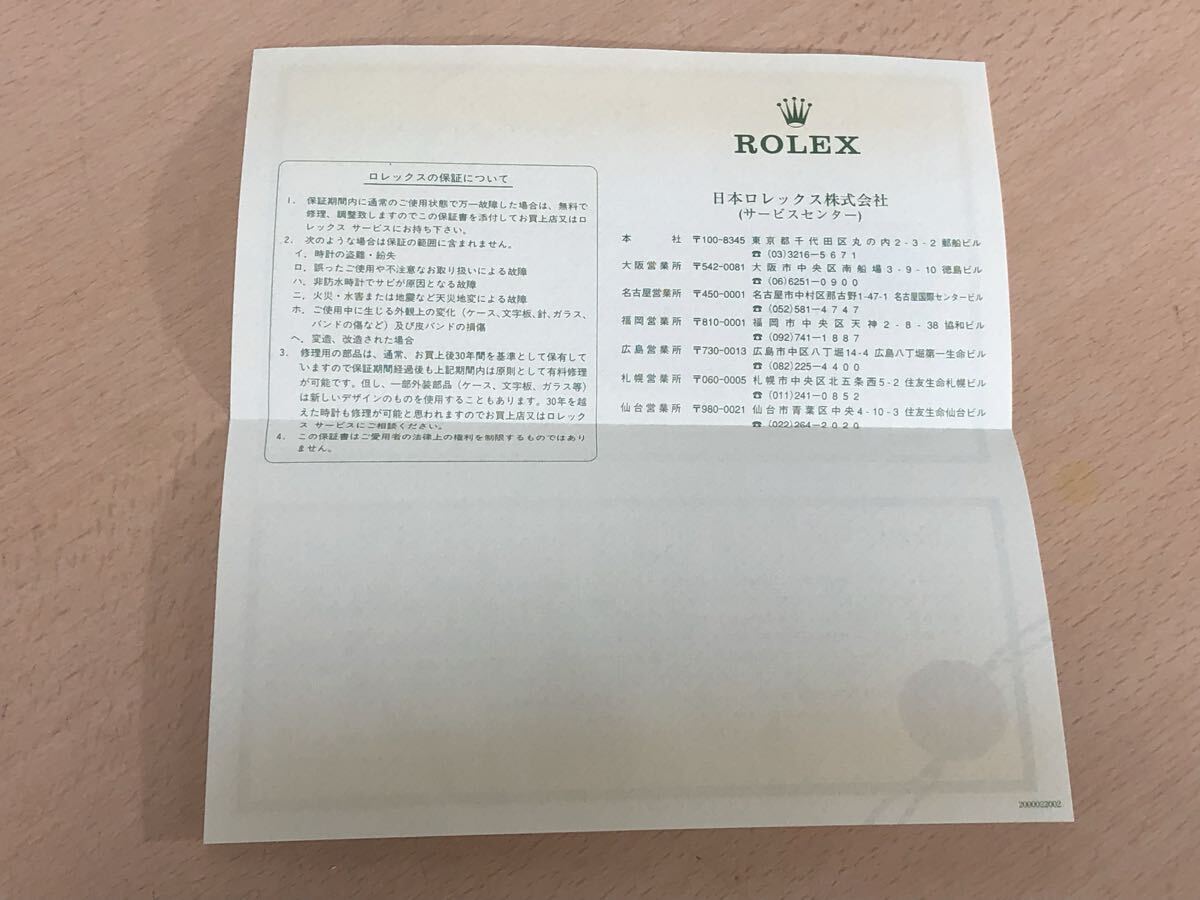 ROLEX
日本ロレックス株式会社
(サービスセンター)
本 社 〒100-8345 東京都千代田区丸の内2-3-2 郵船ビル
☎(03)3216-5671
大阪営業所 〒542-0081 大阪市中央区南船場3-9-10 徳島ビル
☎(06)6251-0900
名古屋営業所 〒450-0001 名古屋市中村区那古野1-47-1 名古屋国際センタービル
☎(052)581-4747
福岡営業所 〒810-0001 福岡市中央区天神2-8-38 協和ビル
☎(092)741-1887
広島営業所 〒730-0013 広島市中区八丁堀14-4 広島八丁堀第一生命ビル
☎(082)225-4400
札幌営業所 〒060-0005 札幌市中央区北五条西5-2 住友生命札幌ビル
☎(011)241-0852
仙台営業所 〒980-0021 仙台市青葉区中央4-10-3 住友生命仙台ビル
☎(022)264-2020
ロレックスの保証について
1. 保証期間内に通常のご使用状態で万一故障した場合は、無料で
修理、調整致しますのでこの保証書を添付してお買上店又はロ
レックス サービスにお持ち下さい。
2. 次のような場合は保証の範囲に含まれません。
イ. 時計の盗難・紛失
ロ. 誤ったご使用や不注意なお取り扱いによる故障
ハ. 非防水時計でサビが原因となる故障
ニ. 火災・水害または地震など天災地変による故障
ホ. ご使用中に生じる外観上の変化(ケース、文字板、針、ガラス、
バンドの傷など)及び皮バンドの損傷
ヘ. 変造、改造された場合
3. 修理用の部品は、通常、お買上後30年間を基準として保有して
いますので保証期間経過後も上記期間内は原則として有料修理
が可能です。但し、一部外装部品(ケース、文字板、ガラス等)
は新しいデザインのものを使用することもあります。30年を越
えた時計も修理が可能と思われますのでお買上店又はロレック
ス サービスにご相談ください。
4. この保証書はご愛用者の法律上の権利を制限するものではあり
ません。
7000022002